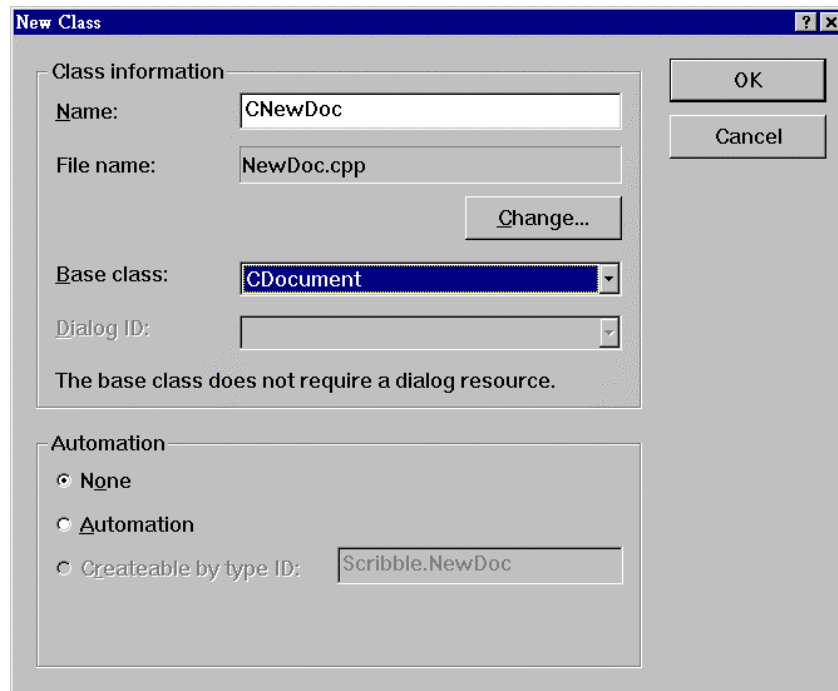 New Class
Class information
Name:
CNewDoc
File name:
NewDoc.cpp
Change...
Base class:
CDocument
Dialog ID:
The base class does not require a dialog resource.
Automation
None
Automation
Createable by type ID:
Scribble.NewDoc
OK
Cancel